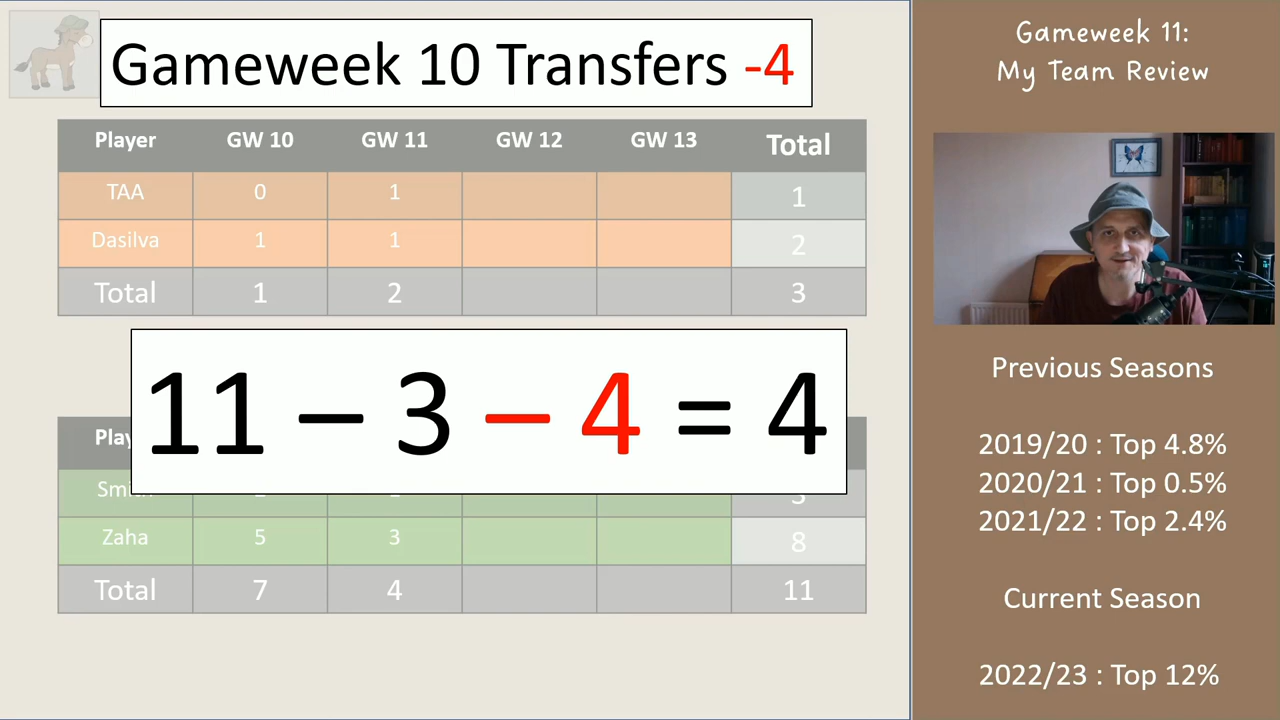 Gameweek 10 Transfers -4
Player GW 10 GW 11 GW 12 GW 13 Total
TAA 0 1 1
Dasilva 1 1 2
Total 1 2 3
11 – 3 – 4 = 4
Zaha 5 3 8
Total 7 4 11
Gameweek 11:
My Team Review
Previous Seasons
2019/20 : Top 4.8%
2020/21 : Top 0.5%
2021/22 : Top 2.4%
Current Season
2022/23 : Top 12%